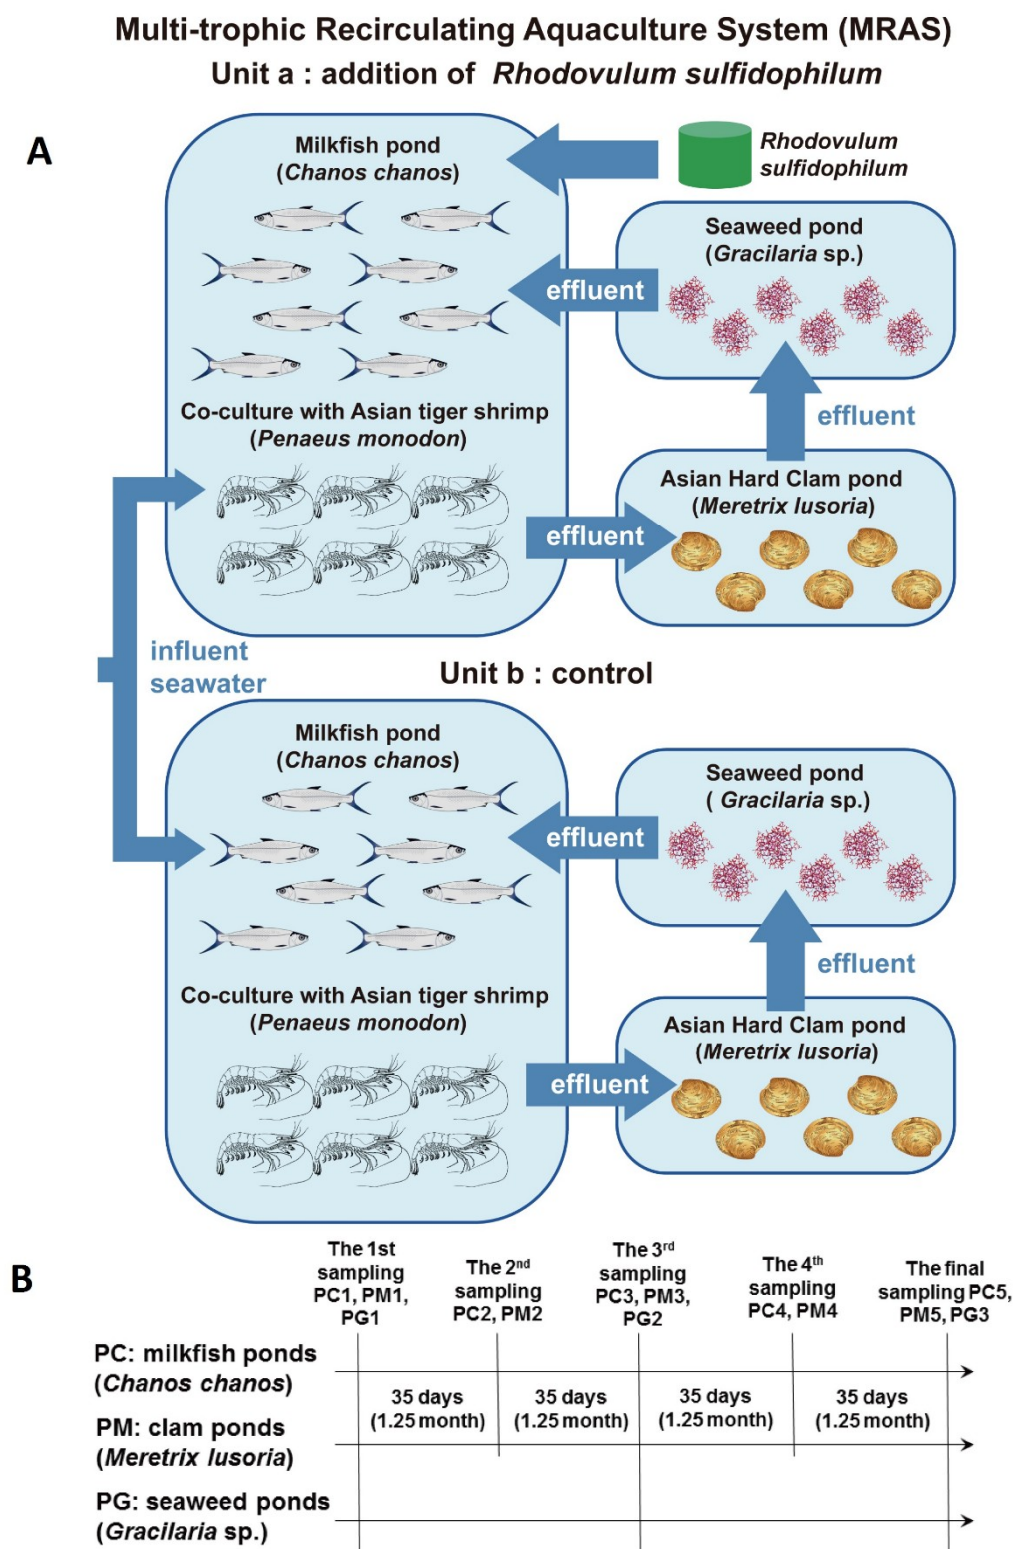 Multi-trophic Recirculating Aquaculture System (MRAS)
Unit a : addition of Rhodovulum sulfidophilum
A
Milkfish pond
(Chanos chanos)
Rhodovulum
sulfidophilum
Seaweed pond
(Gracilaria sp.)
effluent
effluent
Co-culture with Asian tiger shrimp
(Penaeus monodon)
Asian Hard Clam pond
(Meretrix lusoria)
effluent
influent
seawater
Unit b : control
Milkfish pond
(Chanos chanos)
Seaweed pond
( Gracilaria sp.)
effluent
effluent
Co-culture with Asian tiger shrimp
(Penaeus monodon)
Asian Hard Clam pond
(Meretrix lusoria)
effluent
B
The 1st
sampling
PC1, PM1,
PG1
The 2nd
sampling
PC2, PM2
The 3rd
sampling
PC3, PM3,
PG2
The 4th
sampling
PC4, PM4
The final
sampling PC5,
PM5, PG3
PC: milkfish ponds
(Chanos chanos)
35 days
(1.25 month)
35 days
(1.25 month)
35 days
(1.25 month)
35 days
(1.25 month)
PM: clam ponds
(Meretrix lusoria)
PG: seaweed ponds
(Gracilaria sp.)